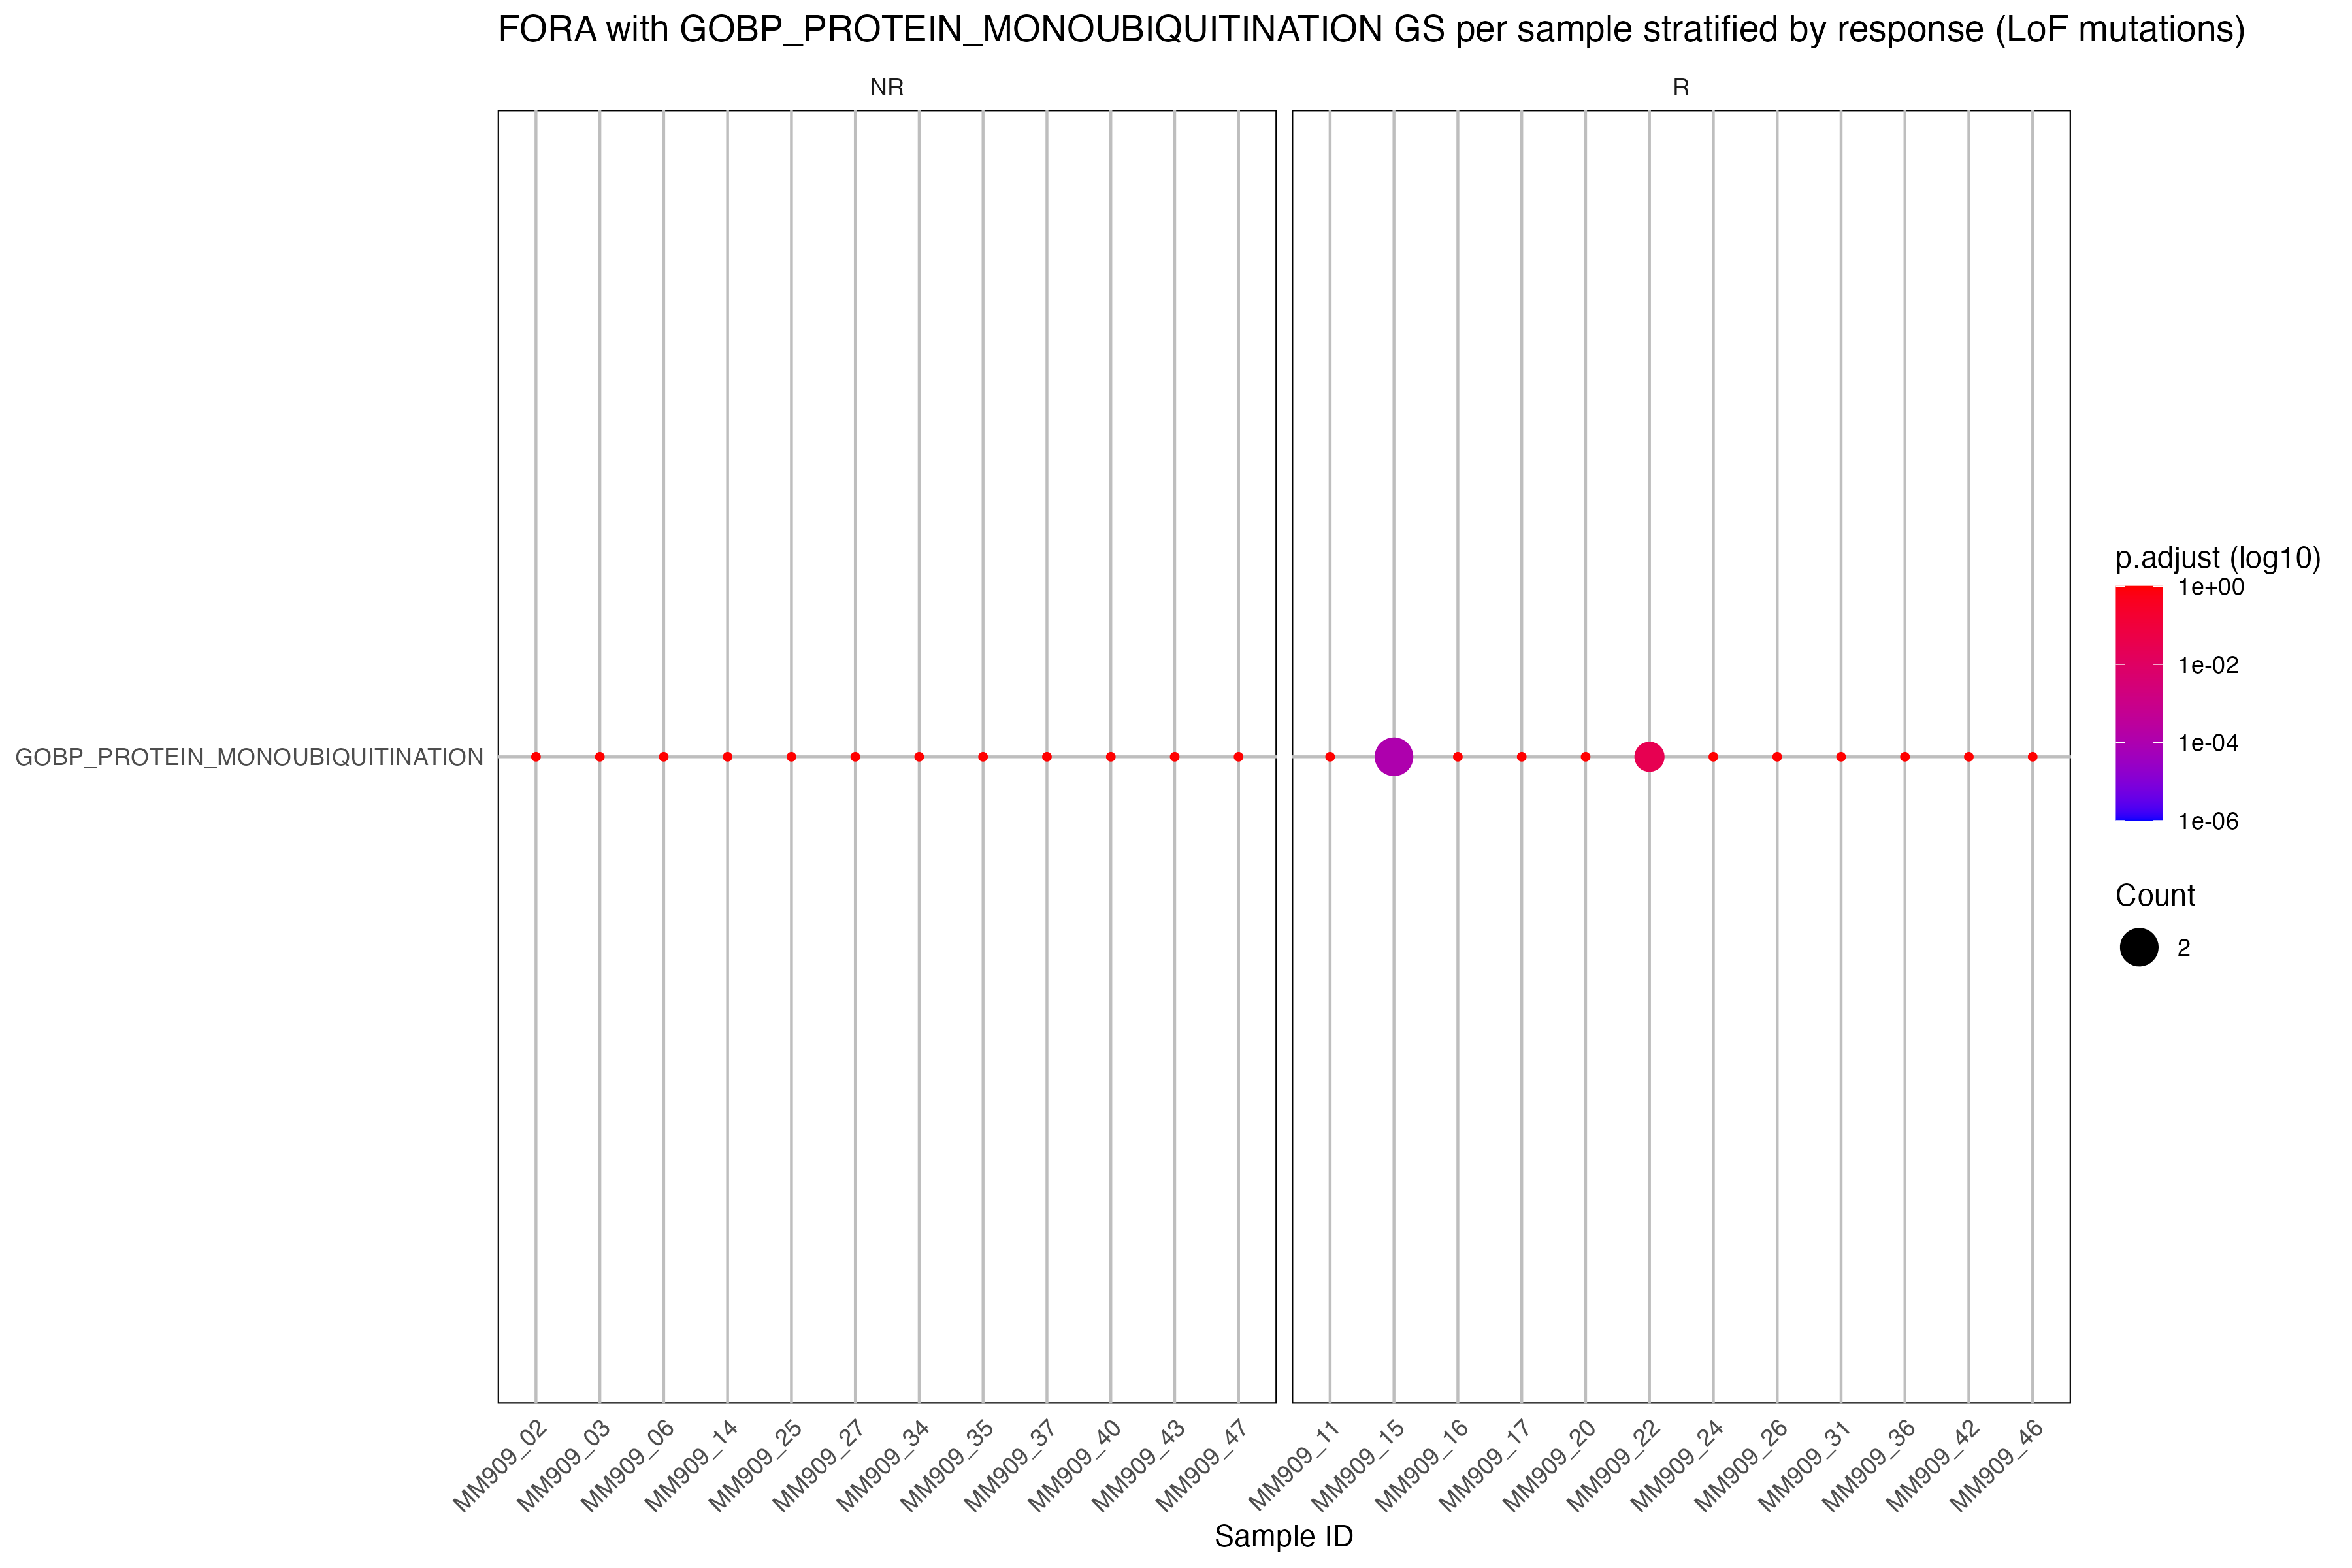 FORA with GOBP_PROTEIN_MONOUBIQUITINATION GS per sample stratified by response (LoF mutations)
NR
R
GOBP_PROTEIN_MONOUBIQUITINATION
p.adjust (log10)
1e+00
1e-02
1e-04
1e-06
Count
2
MM909_02
MM909_03
MM909_06
MM909_14
MM909_25
MM909_27
MM909_34
MM909_35
MM909_37
MM909_40
MM909_43
MM909_47
MM909_11
MM909_15
MM909_16
MM909_17
MM909_20
MM909_22
MM909_24
MM909_26
MM909_31
MM909_36
MM909_42
MM909_46
Sample ID